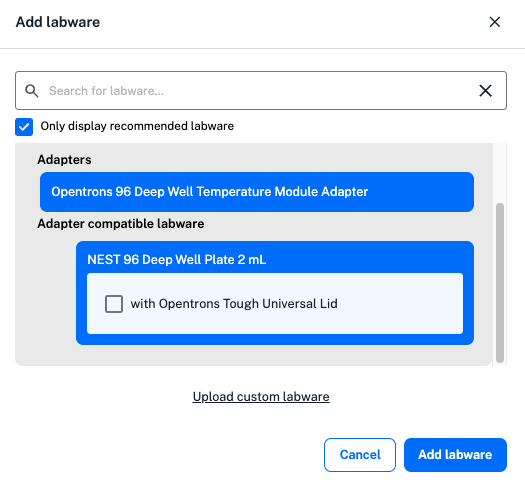 Add labware
Search for labware...
Only display recommended labware
Adapters
Opentrons 96 Deep Well Temperature Module Adapter
Adapter compatible labware
NEST 96 Deep Well Plate 2 mL
with Opentrons Tough Universal Lid
Upload custom labware
Cancel
Add labware